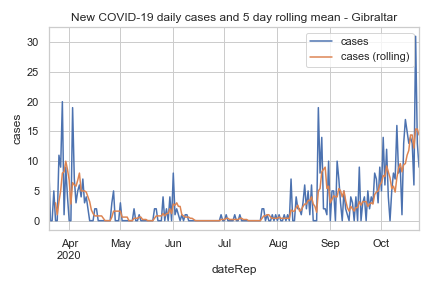 New COVID-19 daily cases and 5 day rolling mean - Gibraltar
cases
cases (rolling)
30
25
20
15
10
5
0
cases
Apr
2020
May
Jun
Jul
Aug
Sep
Oct
dateRep